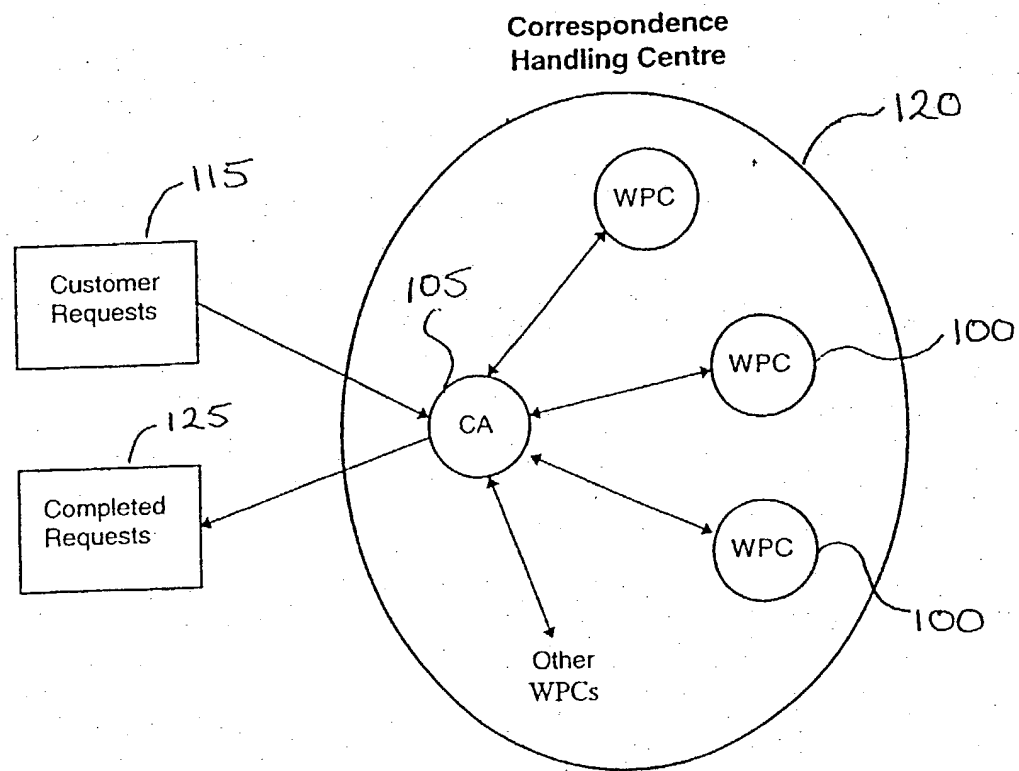 Correspondence
Handling Centre
120
115
WPC
Customer
Requests
105
100
WPC
125
CA
Completed
Requests
WPC
100
Other
WPCs